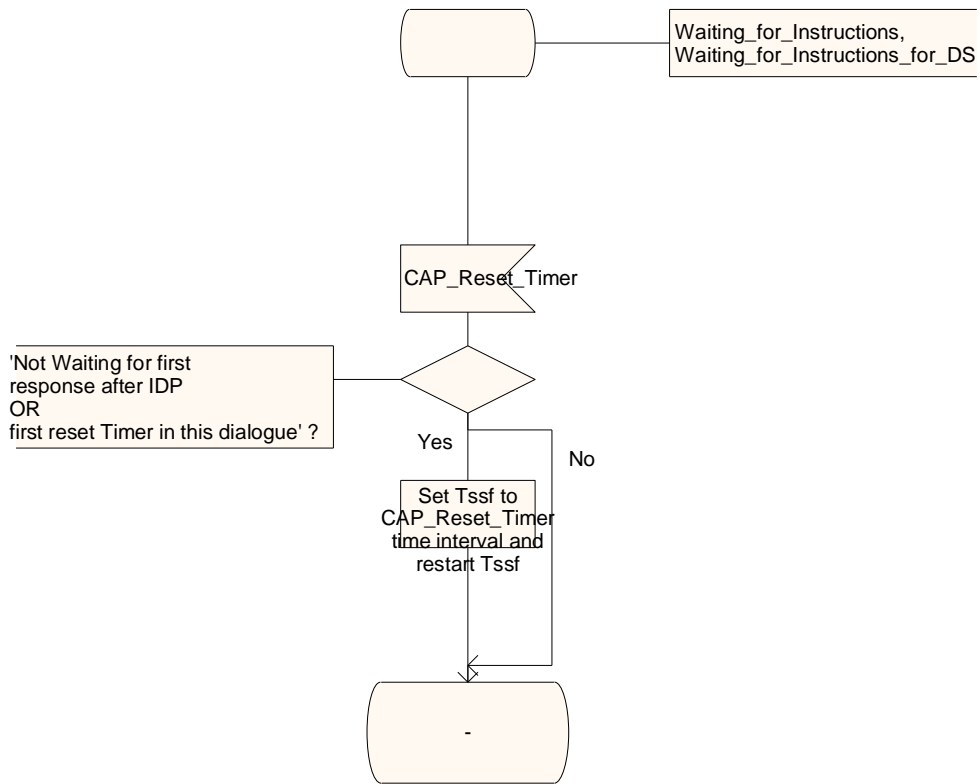 Waiting_for_Instructions,
Waiting_for_Instructions_for_DS
CAP_Reset_Timer
'Not Waiting for first
response after IDP
OR
first reset Timer in this dialogue' ?
Yes
No
Set Tssf to
CAP_Reset_Timer
time interval and
restart Tssf
-